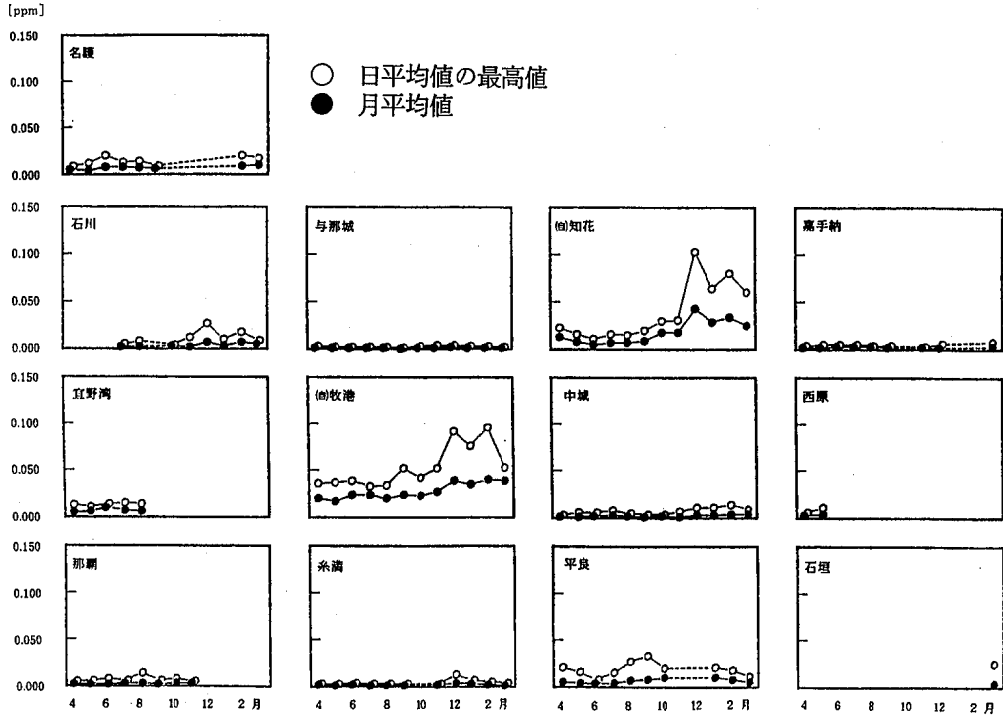 [ppm]
0.150
名護
0.100
0.050
0.000
○ 日平均値の最高値
● 月平均値
0.150
石川
与那城
(自)知花
嘉手納
0.100
0.050
0.000
0.150
宜野湾
(自)牧港
中城
西原
0.100
0.050
0.000
0.150
那覇
糸満
平良
石垣
0.100
0.050
0.000
4 6 8 10 12 2 月
4 6 8 10 12 2 月
4 6 8 10 12 2 月
4 6 8 10 12 2 月